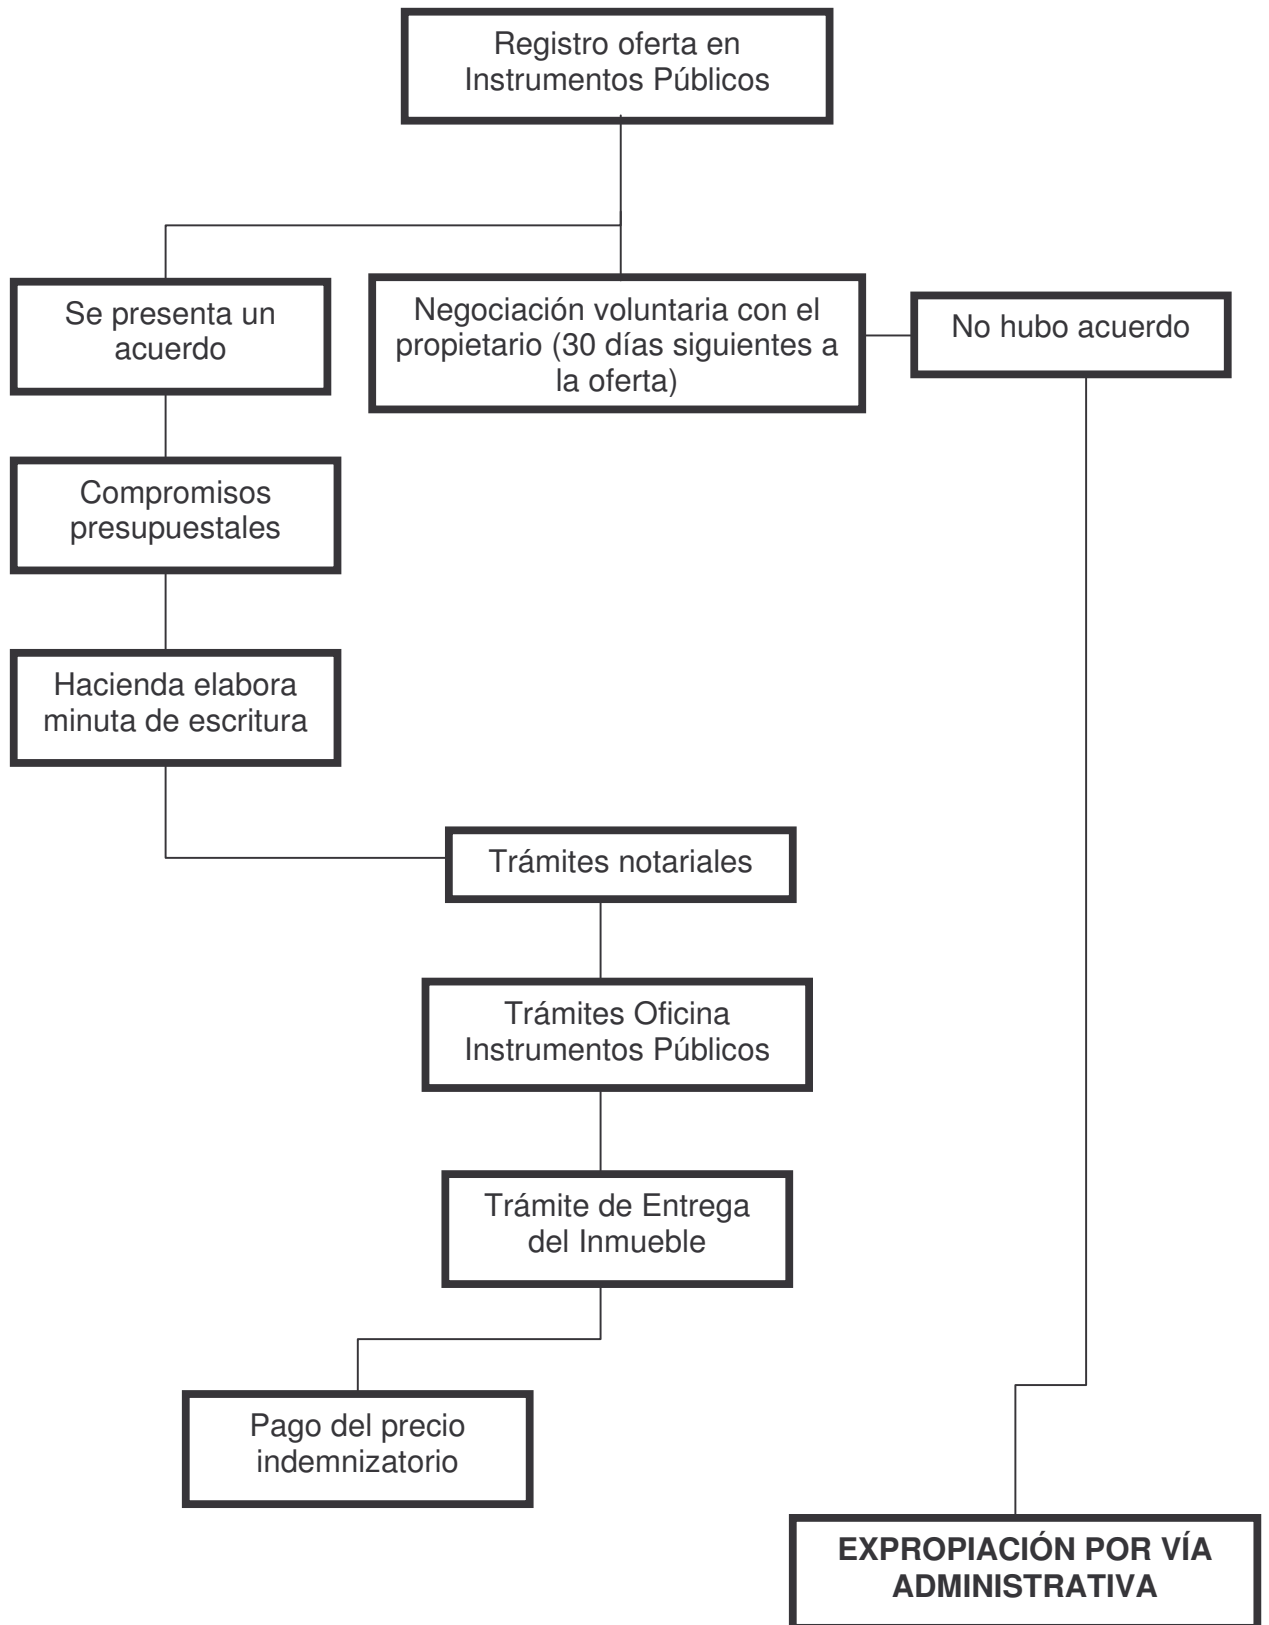 Registro oferta en
Instrumentos Públicos
Se presenta un
acuerdo
Negociación voluntaria con el
propietario (30 días siguientes a
la oferta)
No hubo acuerdo
Compromisos
presupuestales
Hacienda elabora
minuta de escritura
Trámites notariales
Trámites Oficina
Instrumentos Públicos
Trámite de Entrega
del Inmueble
Pago del precio
indemnizatorio
EXPROPIACIÓN POR VÍA
ADMINISTRATIVA